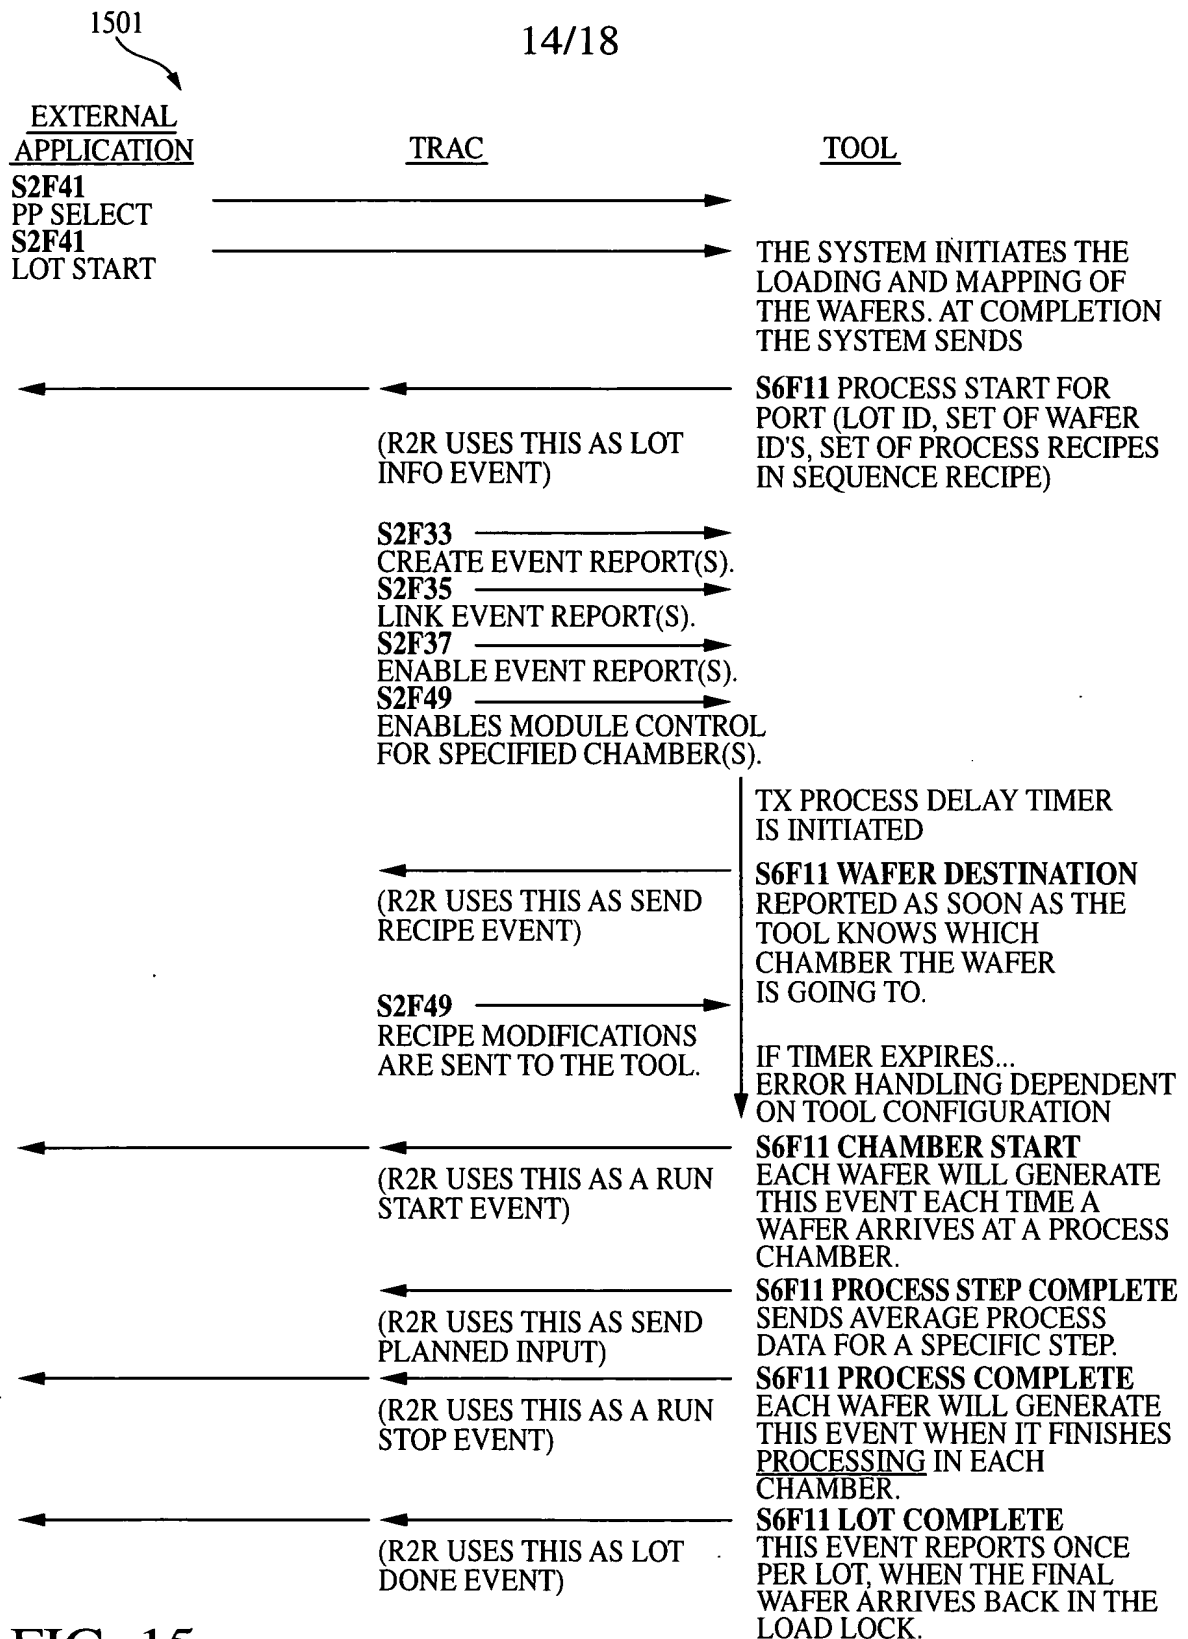 1501
14/18
EXTERNAL
APPLICATION
TRAC
TOOL
S2F41
PP SELECT
S2F41
LOT START
THE SYSTEM INITIATES THE
LOADING AND MAPPING OF
THE WAFERS. AT COMPLETION
THE SYSTEM SENDS
S6F11 PROCESS START FOR
PORT (LOT ID, SET OF WAFER
ID'S, SET OF PROCESS RECIPES
IN SEQUENCE RECIPE)
(R2R USES THIS AS LOT
INFO EVENT)
S2F33
CREATE EVENT REPORT(S).
S2F35
LINK EVENT REPORT(S).
S2F37
ENABLE EVENT REPORT(S).
S2F49
ENABLES MODULE CONTROL
FOR SPECIFIED CHAMBER(S).
TX PROCESS DELAY TIMER
IS INITIATED
S6F11 WAFER DESTINATION
REPORTED AS SOON AS THE
TOOL KNOWS WHICH
CHAMBER THE WAFER
IS GOING TO.
(R2R USES THIS AS SEND
RECIPE EVENT)
S2F49
RECIPE MODIFICATIONS
ARE SENT TO THE TOOL.
IF TIMER EXPIRES...
ERROR HANDLING DEPENDENT
ON TOOL CONFIGURATION
S6F11 CHAMBER START
EACH WAFER WILL GENERATE
THIS EVENT EACH TIME A
WAFER ARRIVES AT A PROCESS
CHAMBER.
(R2R USES THIS AS A RUN
START EVENT)
S6F11 PROCESS STEP COMPLETE
SENDS AVERAGE PROCESS
DATA FOR A SPECIFIC STEP.
(R2R USES THIS AS SEND
PLANNED INPUT)
S6F11 PROCESS COMPLETE
EACH WAFER WILL GENERATE
THIS EVENT WHEN IT FINISHES
PROCESSING IN EACH
CHAMBER.
(R2R USES THIS AS A RUN
STOP EVENT)
S6F11 LOT COMPLETE
THIS EVENT REPORTS ONCE
PER LOT, WHEN THE FINAL
WAFER ARRIVES BACK IN THE
LOAD LOCK.
(R2R USES THIS AS LOT
DONE EVENT)
FIG. 15